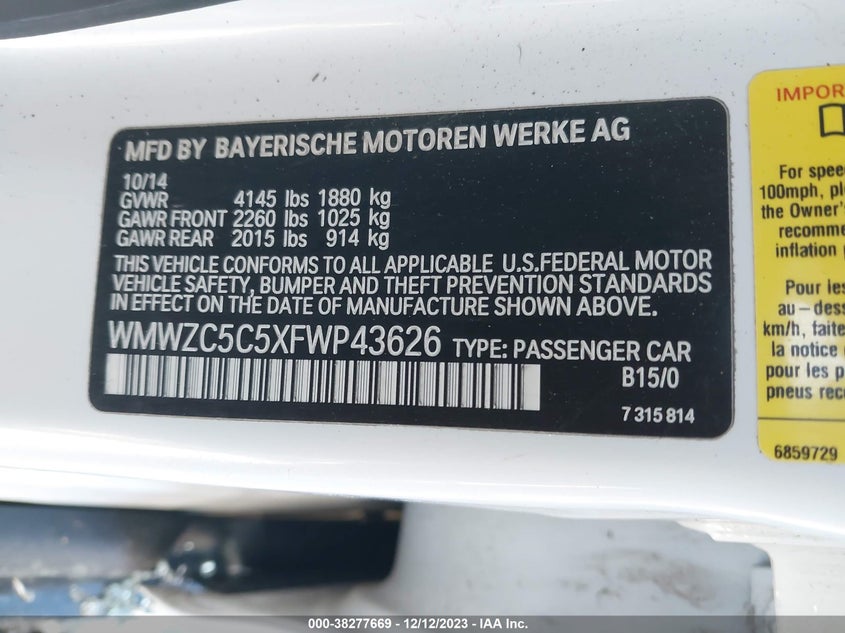 MFD BY BAYERISCHE MOTOREN WERKE AG
10/14
GVWR 4145 lbs 1880 kg
GAWR FRONT 2260 lbs 1025 kg
GAWR REAR 2015 lbs 914 kg
THIS VEHICLE CONFORMS TO ALL APPLICABLE U.S.FEDERAL MOTOR
VEHICLE SAFETY, BUMPER AND THEFT PREVENTION STANDARDS
IN EFFECT ON THE DATE OF MANUFACTURE SHOWN ABOVE.
WMWZC5C5XFWP43626 TYPE: PASSENGER CAR
B15/0
7 315 814
IMPOR
For spee
100mph, pl
the Owner's
recomme
inflation
Pour les
au-dess
km/h, faite
la notice
pour les p
pneus rec
6859729
000-38277669 - 12/12/2023 - IAA Inc.